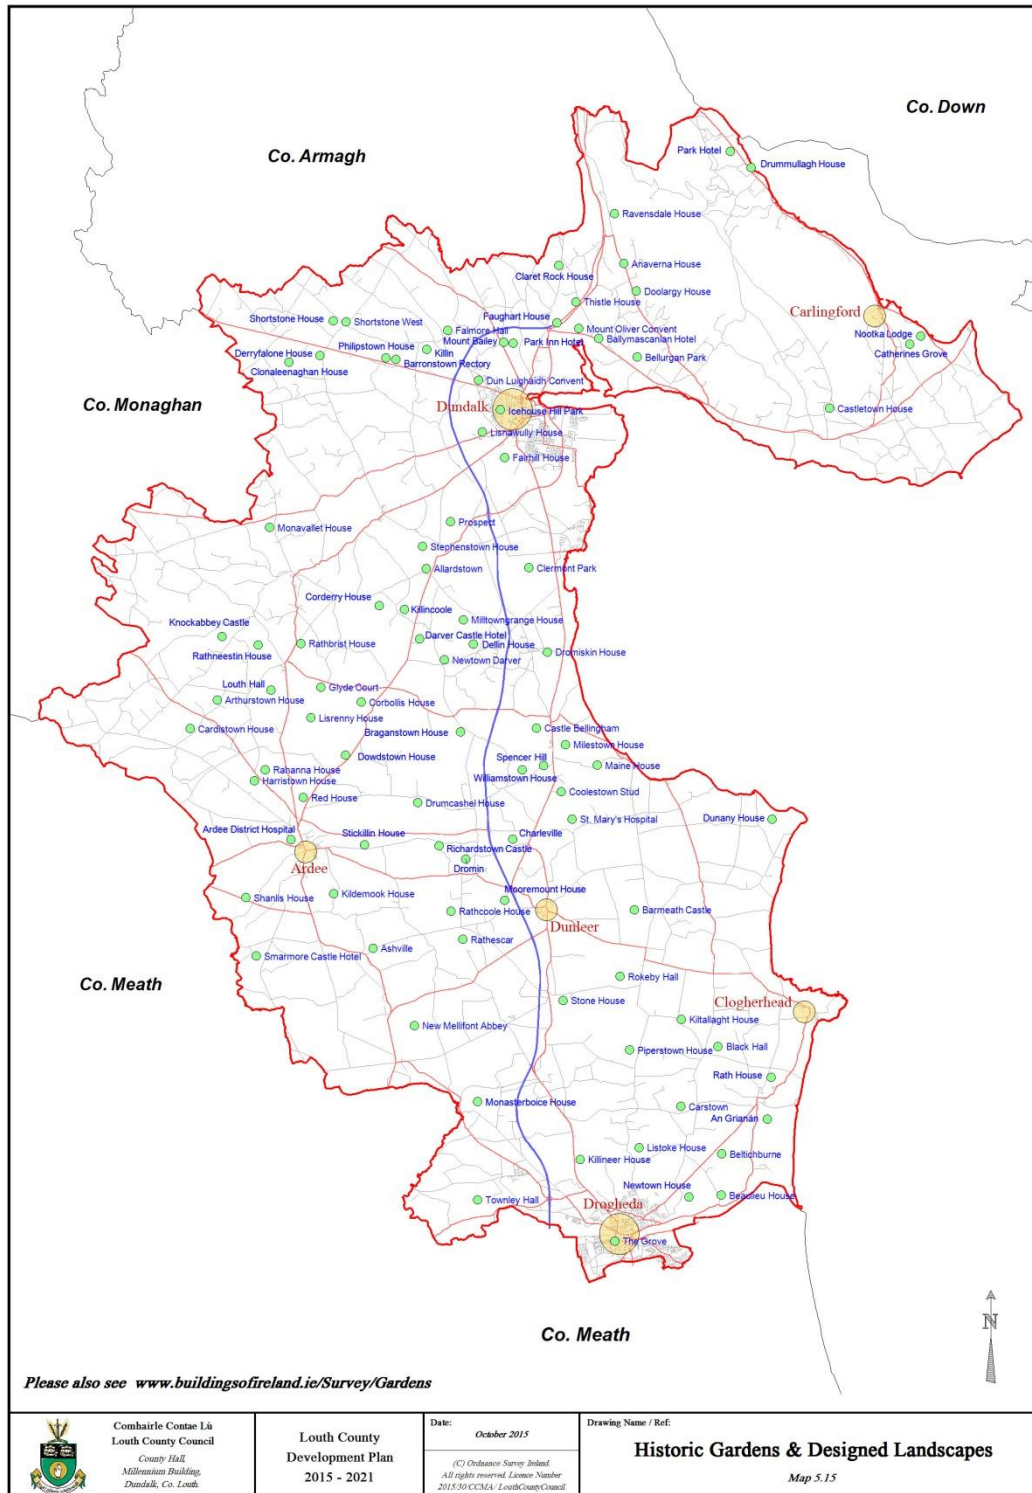 Co. Down
Co. Armagh
Park Hotel
Drummullagh House
Ravensdale House
Anaverna House
Claret Rock House
Doolargy House
Thistle House
Carlingford
Faughart House
Shortstone House
Shortstone West
Falmore Hall
Mount Oliver Convent
Nootka Lodge
Mount Bailey
Park Inn Hotel
Ballymascanlan Hotel
Catherines Grove
Philipstown House
Killin
Derryfalone House
Barronstown Rectory
Bellurgan Park
Clonaleenaghan House
Dun Luighaidh Convent
Co. Monaghan
Dundalk
Icehouse Hill Park
Castletown House
Lisnawully House
Fairhill House
Prospect
Monavallet House
Stephenstown House
Allardstown
Clermont Park
Corderry House
Killincoole
Milltowngrange House
Knockabbey Castle
Darver Castle Hotel
Rathbrist House
Dellin House
Rathneestin House
Dromiskin House
Newtown Darver
Louth Hall
Glyde Court
Arthurstown House
Corbollis House
Lisrenny House
Cardistown House
Braganstown House
Castle Bellingham
Milestown House
Dowdstown House
Spencer Hill
Maine House
Rahanna House
Williamstown House
Harristown House
Coolestown Stud
Red House
Drumcashel House
St. Mary's Hospital
Dunany House
Ardee District Hospital
Stickillin House
Charleville
Richardstown Castle
Ardee
Dromin
Mooremount House
Shanlis House
Kildemook House
Rathcoole House
Barmeath Castle
Dunleer
Rathescar
Ashville
Smarmore Castle Hotel
Co. Meath
Rokeby Hall
Stone House
Clogherhead
Kiltallaght House
New Mellifont Abbey
Black Hall
Piperstown House
Rath House
Monasterboice House
Carstown
An Grianan
Listoke House
Beltichburne
Killineer House
Newtown House
Beaulieu House
Townley Hall
Drogheda
The Grove
N
Co. Meath
Please also see www.buildingsofireland.ie/Survey/Gardens
Comhairle Contae Lú
Louth County Council
County Hall,
Millennium Building,
Dundalk, Co. Louth
Louth County
Development Plan
2015 - 2021
Date:
October 2015
(C) Ordnance Survey Ireland.
All rights reserved. Licence Number
2015/30/CCMA/ LouthCountyCouncil
Drawing Name / Ref:
Historic Gardens & Designed Landscapes
Map 5.15